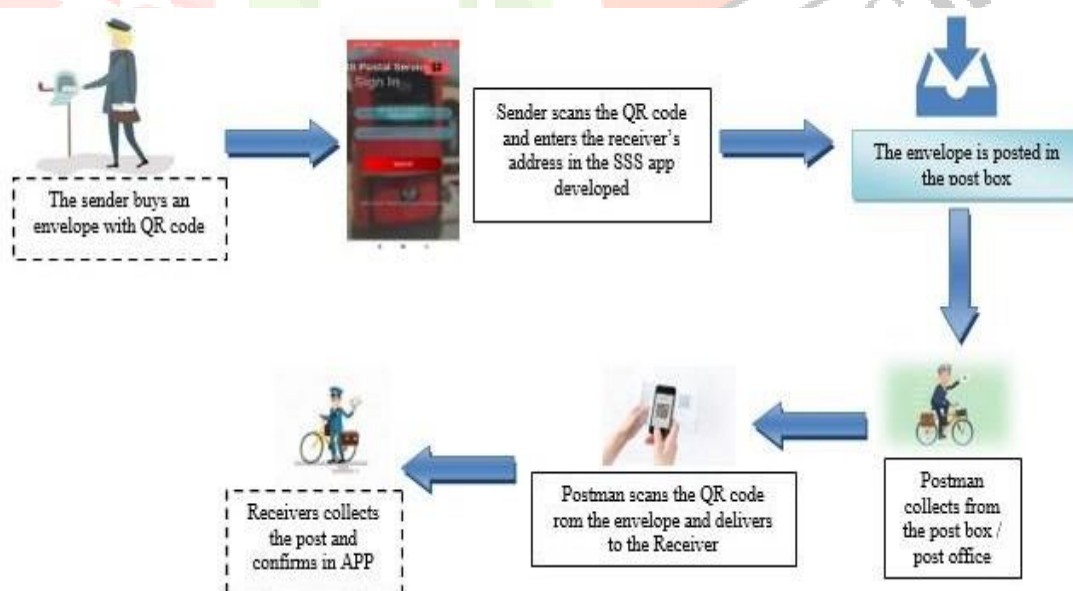 Postal Service
Sign In
The sender buys an
envelope with QR code
Sender scans the QR code
and enters the receiver's
address in the SSS app
developed
The envelope is posted in
the post box
Postman
collects from
the post box /
post office
Postman scans the QR code
rom the envelope and delivers
to the Receiver
Receivers collects
the post and
confirms in APP